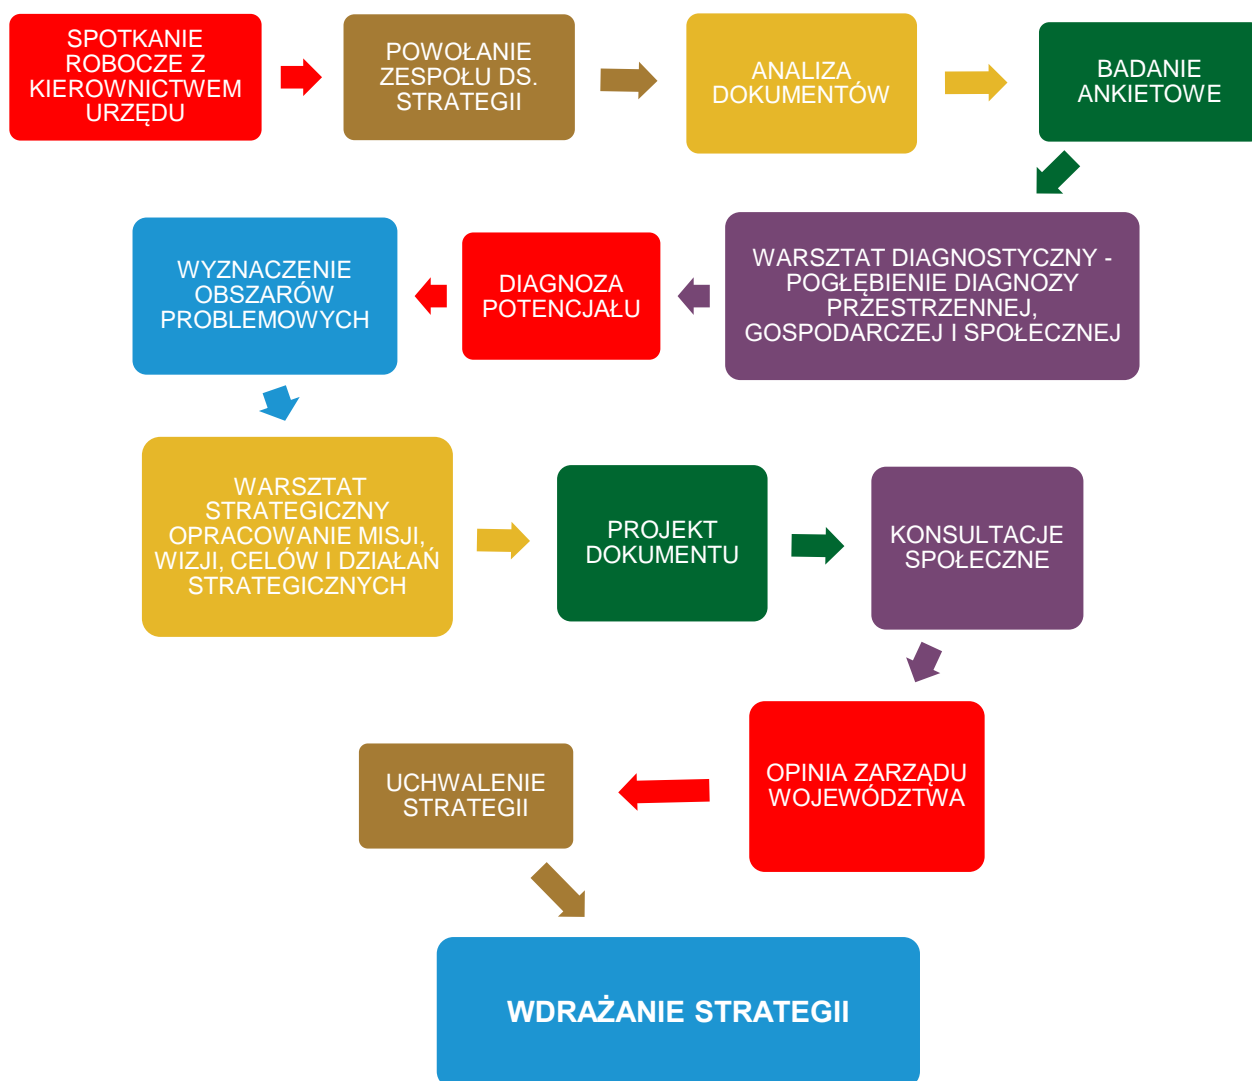 SPOTKANIE
ROBOCZE Z
KIEROWNICTWEM
URZĘDU
POWOŁANIE
ZESPOŁU DS.
STRATEGII
ANALIZA
DOKUMENTÓW
BADANIE
ANKIETOWE
WARSZTAT DIAGNOSTYCZNY -
POGŁĘBIENIE DIAGNOZY
PRZESTRZENNEJ,
GOSPODARCZEJ I SPOŁECZNEJ
DIAGNOZA
POTENCJAŁU
WYZNACZENIE
OBSZARÓW
PROBLEMOWYCH
WARSZTAT
STRATEGICZNY
OPRACOWANIE MISJI,
WIZJI, CELÓW I DZIAŁAŃ
STRATEGICZNYCH
PROJEKT
DOKUMENTU
KONSULTACJE
SPOŁECZNE
OPINIA ZARZĄDU
WOJEWÓDZTWA
UCHWALENIE
STRATEGII
WDRAŻANIE STRATEGII